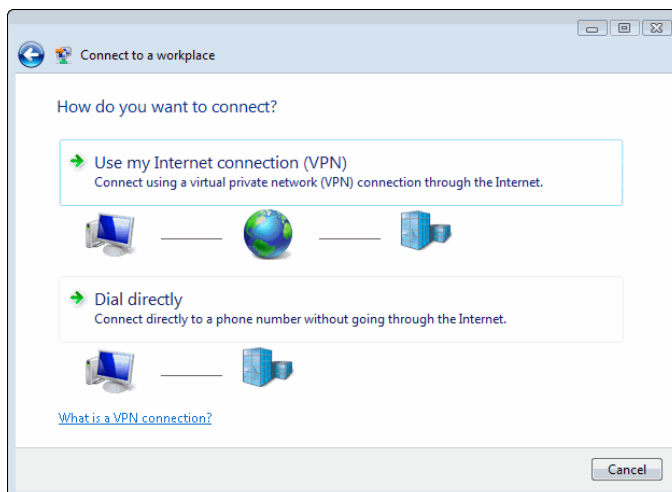 Connect to a workplace
How do you want to connect?
Use my Internet connection (VPN)
Connect using a virtual private network (VPN) connection through the Internet.
Dial directly
Connect directly to a phone number without going through the Internet.
What is a VPN connection?
Cancel